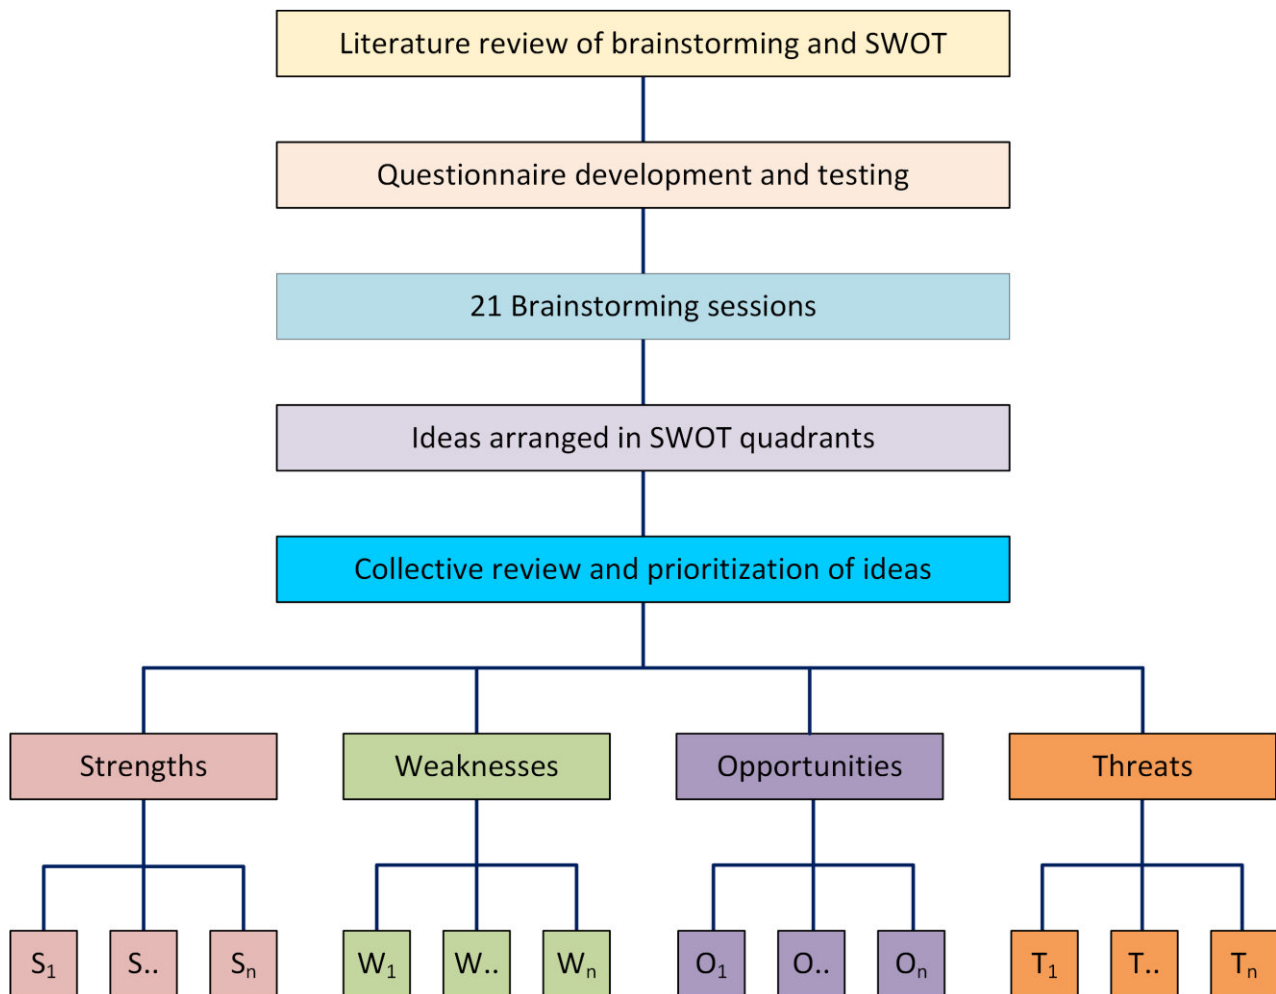 Literature review of brainstorming and SWOT
Questionnaire development and testing
21 Brainstorming sessions
Ideas arranged in SWOT quadrants
Collective review and prioritization of ideas
Strengths Weaknesses Opportunities Threats
S₁ S.. Sₙ W₁ W.. Wₙ O₁ O.. Oₙ T₁ T.. Tₙ